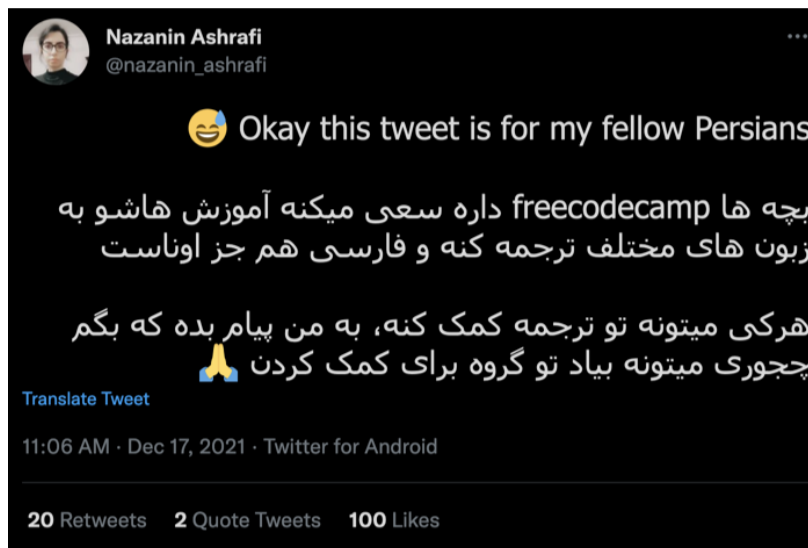 Nazanin Ashrafi
@nazanin_ashrafi
😅 Okay this tweet is for my fellow Persians
بچه ها freecodecamp داره سعی میکنه آموزش هاشو به
زبون های مختلف ترجمه کنه و فارسی هم جز اوناست
هرکی میتونه تو ترجمه کمک کنه، به من پیام بده که بگم
چجوری میتونه بیاد تو گروه برای کمک کردن 🙏
Translate Tweet
11:06 AM · Dec 17, 2021 · Twitter for Android
20 Retweets 2 Quote Tweets 100 Likes